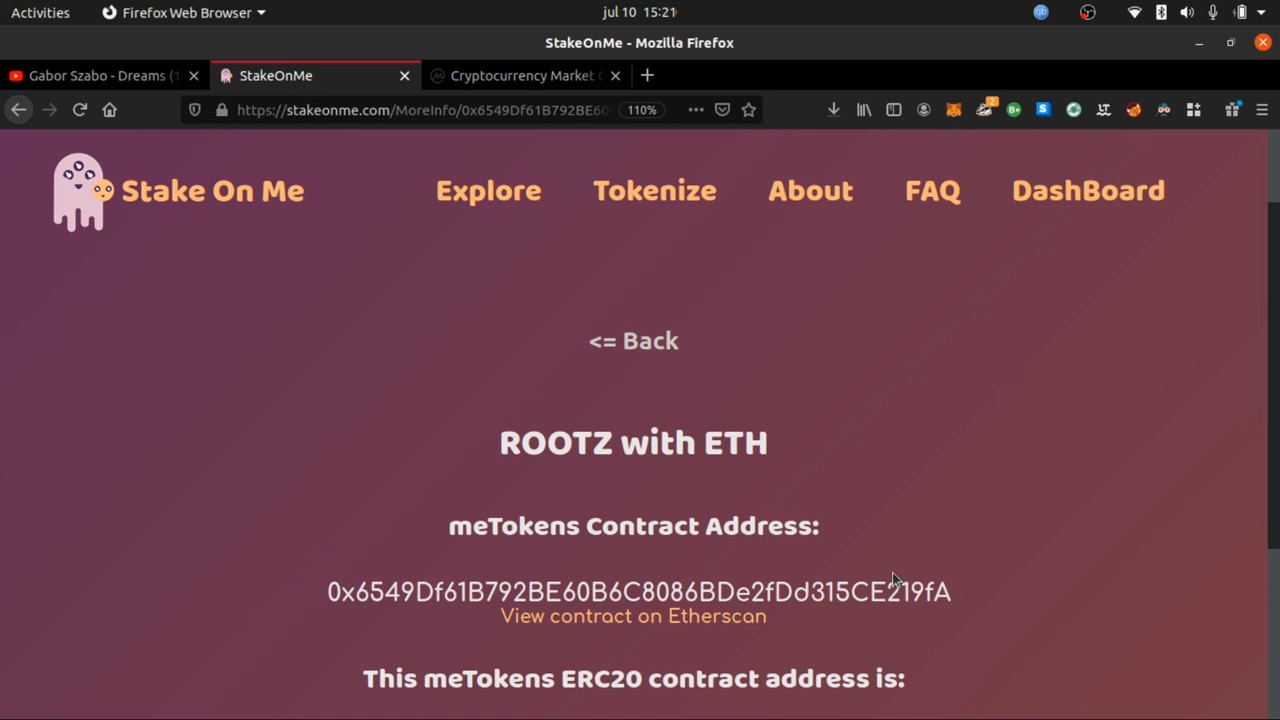 Activities
Firefox Web Browser
jul 10 15:21
StakeOnMe - Mozilla Firefox
Gabor Szabo - Dreams (1
StakeOnMe
Cryptocurrency Market C
https://stakeonme.com/MoreInfo/0x6549Df61B792BE60
110%
2
Stake On Me
Explore
Tokenize
About
FAQ
DashBoard
<= Back
ROOTZ with ETH
meTokens Contract Address:
0x6549Df61B792BE60B6C8086BDe2fDd315CE219fA
View contract on Etherscan
This meTokens ERC20 contract address is: